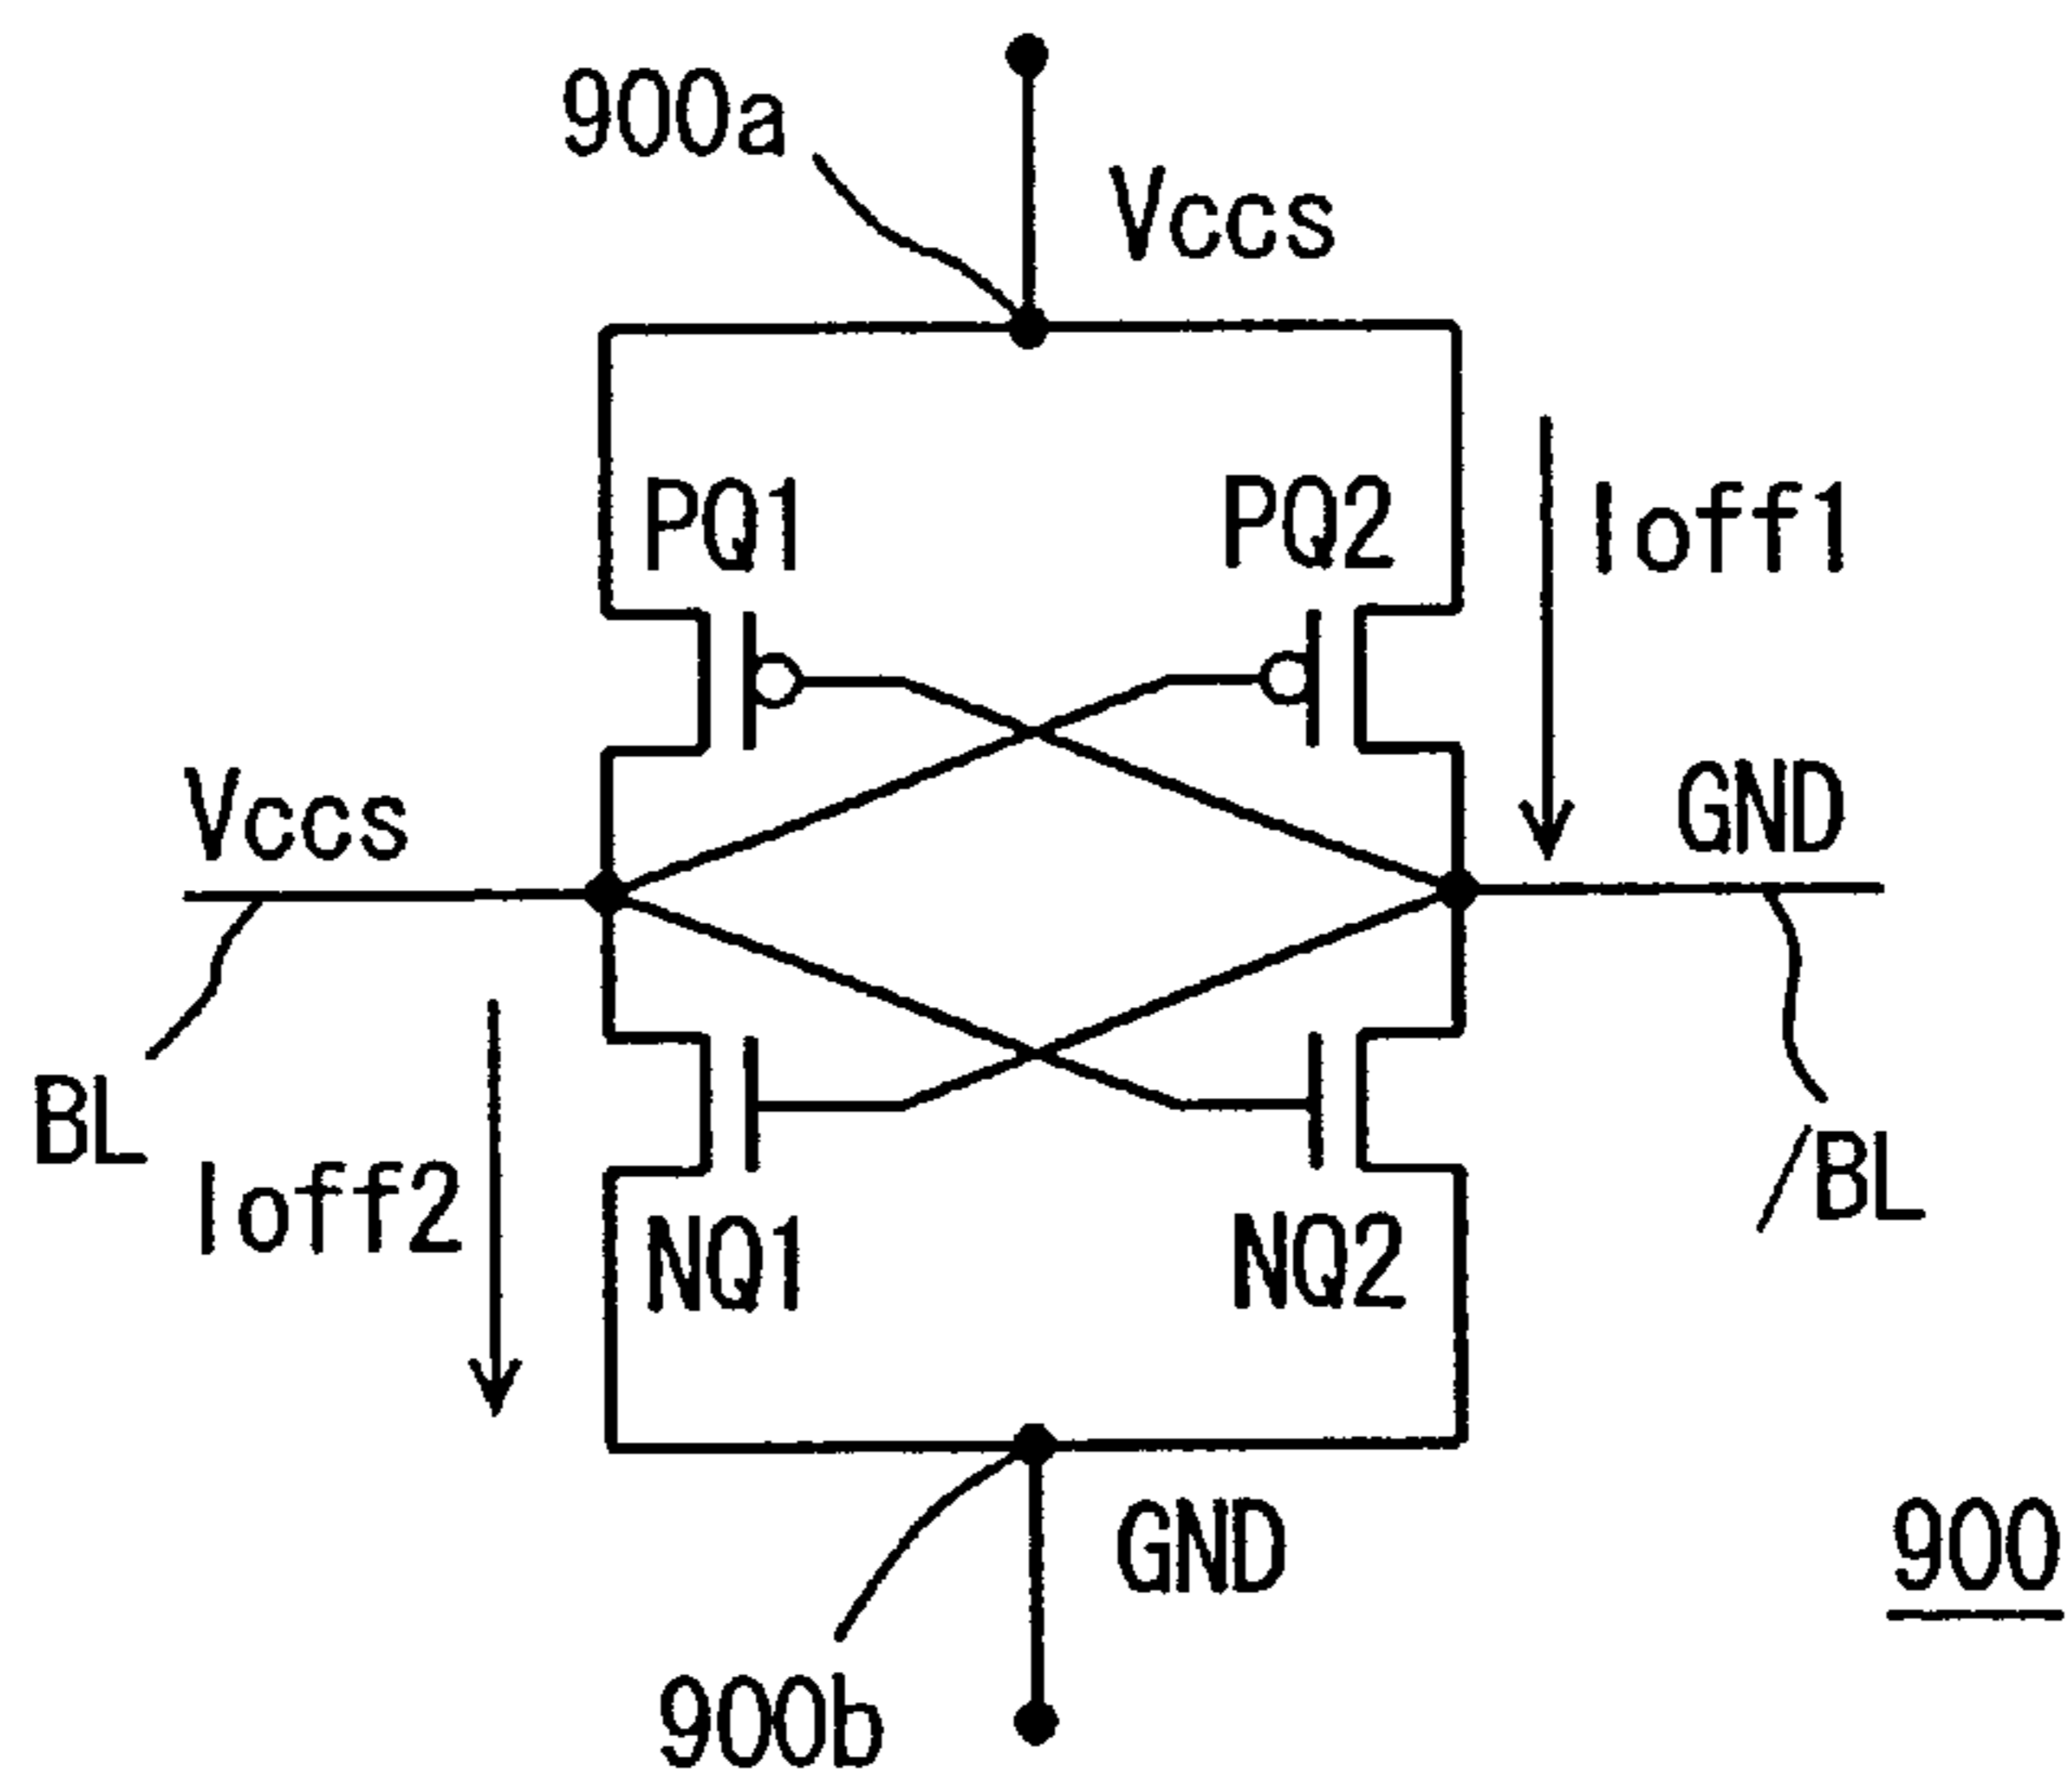 900a
Vccs
PQ1
PQ2
Ioff1
Vccs
GND
BL
/BL
Ioff2
NQ1
NQ2
GND
900
900b